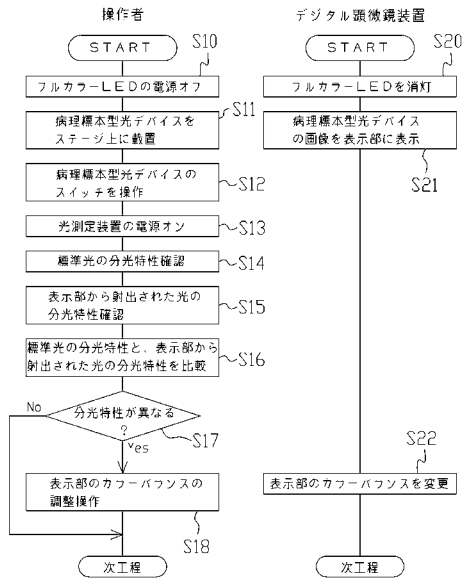 操作者
START
S10
フルカラーLEDの電源オフ
S11
病理標本型光デバイスを
ステージ上に載置
病理標本型光デバイスの
スイッチを操作
S12
光測定装置の電源オン
S13
標準光の分光特性確認
S14
表示部から射出された光の
分光特性確認
S15
標準光の分光特性と、表示部から
射出された光の分光特性を比較
S16
分光特性が異なる
?
No
Yes
S17
表示部のカラーバランスの
調整操作
S18
次工程
デジタル顕微鏡装置
START
S20
フルカラーLEDを消灯
病理標本型光デバイス
の画像を表示部に表示
S21
S22
表示部のカラーバランスを変更
次工程